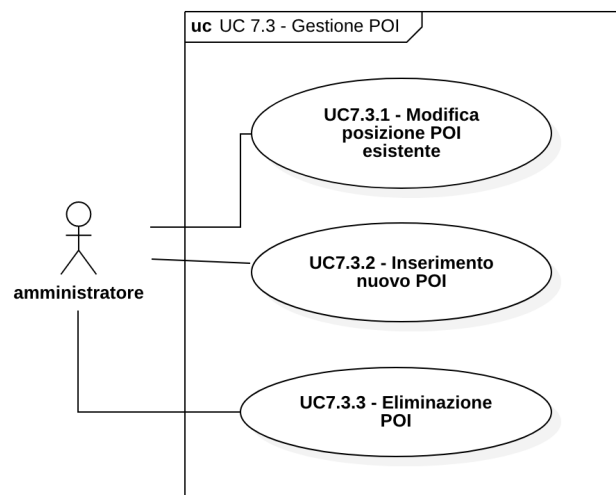 uc UC 7.3 - Gestione POI
UC7.3.1 - Modifica
posizione POI
esistente
UC7.3.2 - Inserimento
nuovo POI
amministratore
UC7.3.3 - Eliminazione
POI